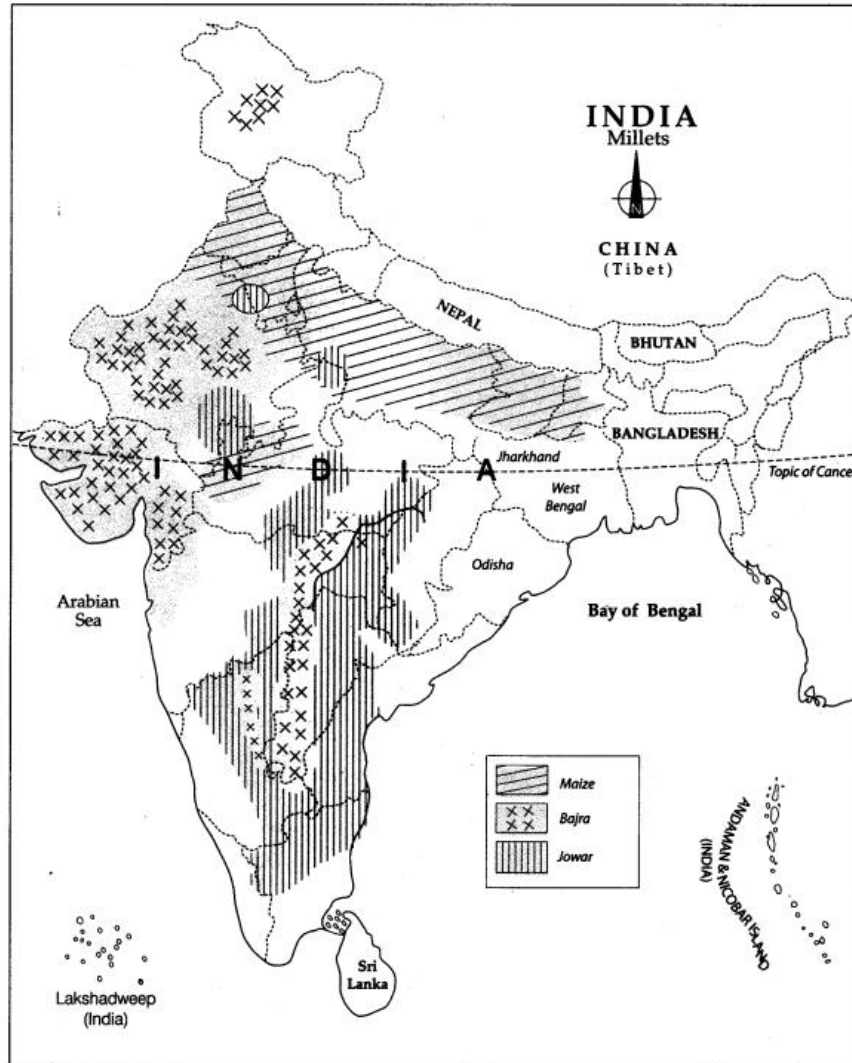 INDIA
Millets
N
CHINA
(Tibet)
NEPAL
BHUTAN
BANGLADESH
I N D I A
Jharkhand
Topic of Cance
West
Bengal
Odisha
Arabian
Sea
Bay of Bengal
Maize
Bajra
Jowar
ANDAMAN & NICOBAR ISLAND
(INDIA)
Sri
Lanka
Lakshadweep
(India)